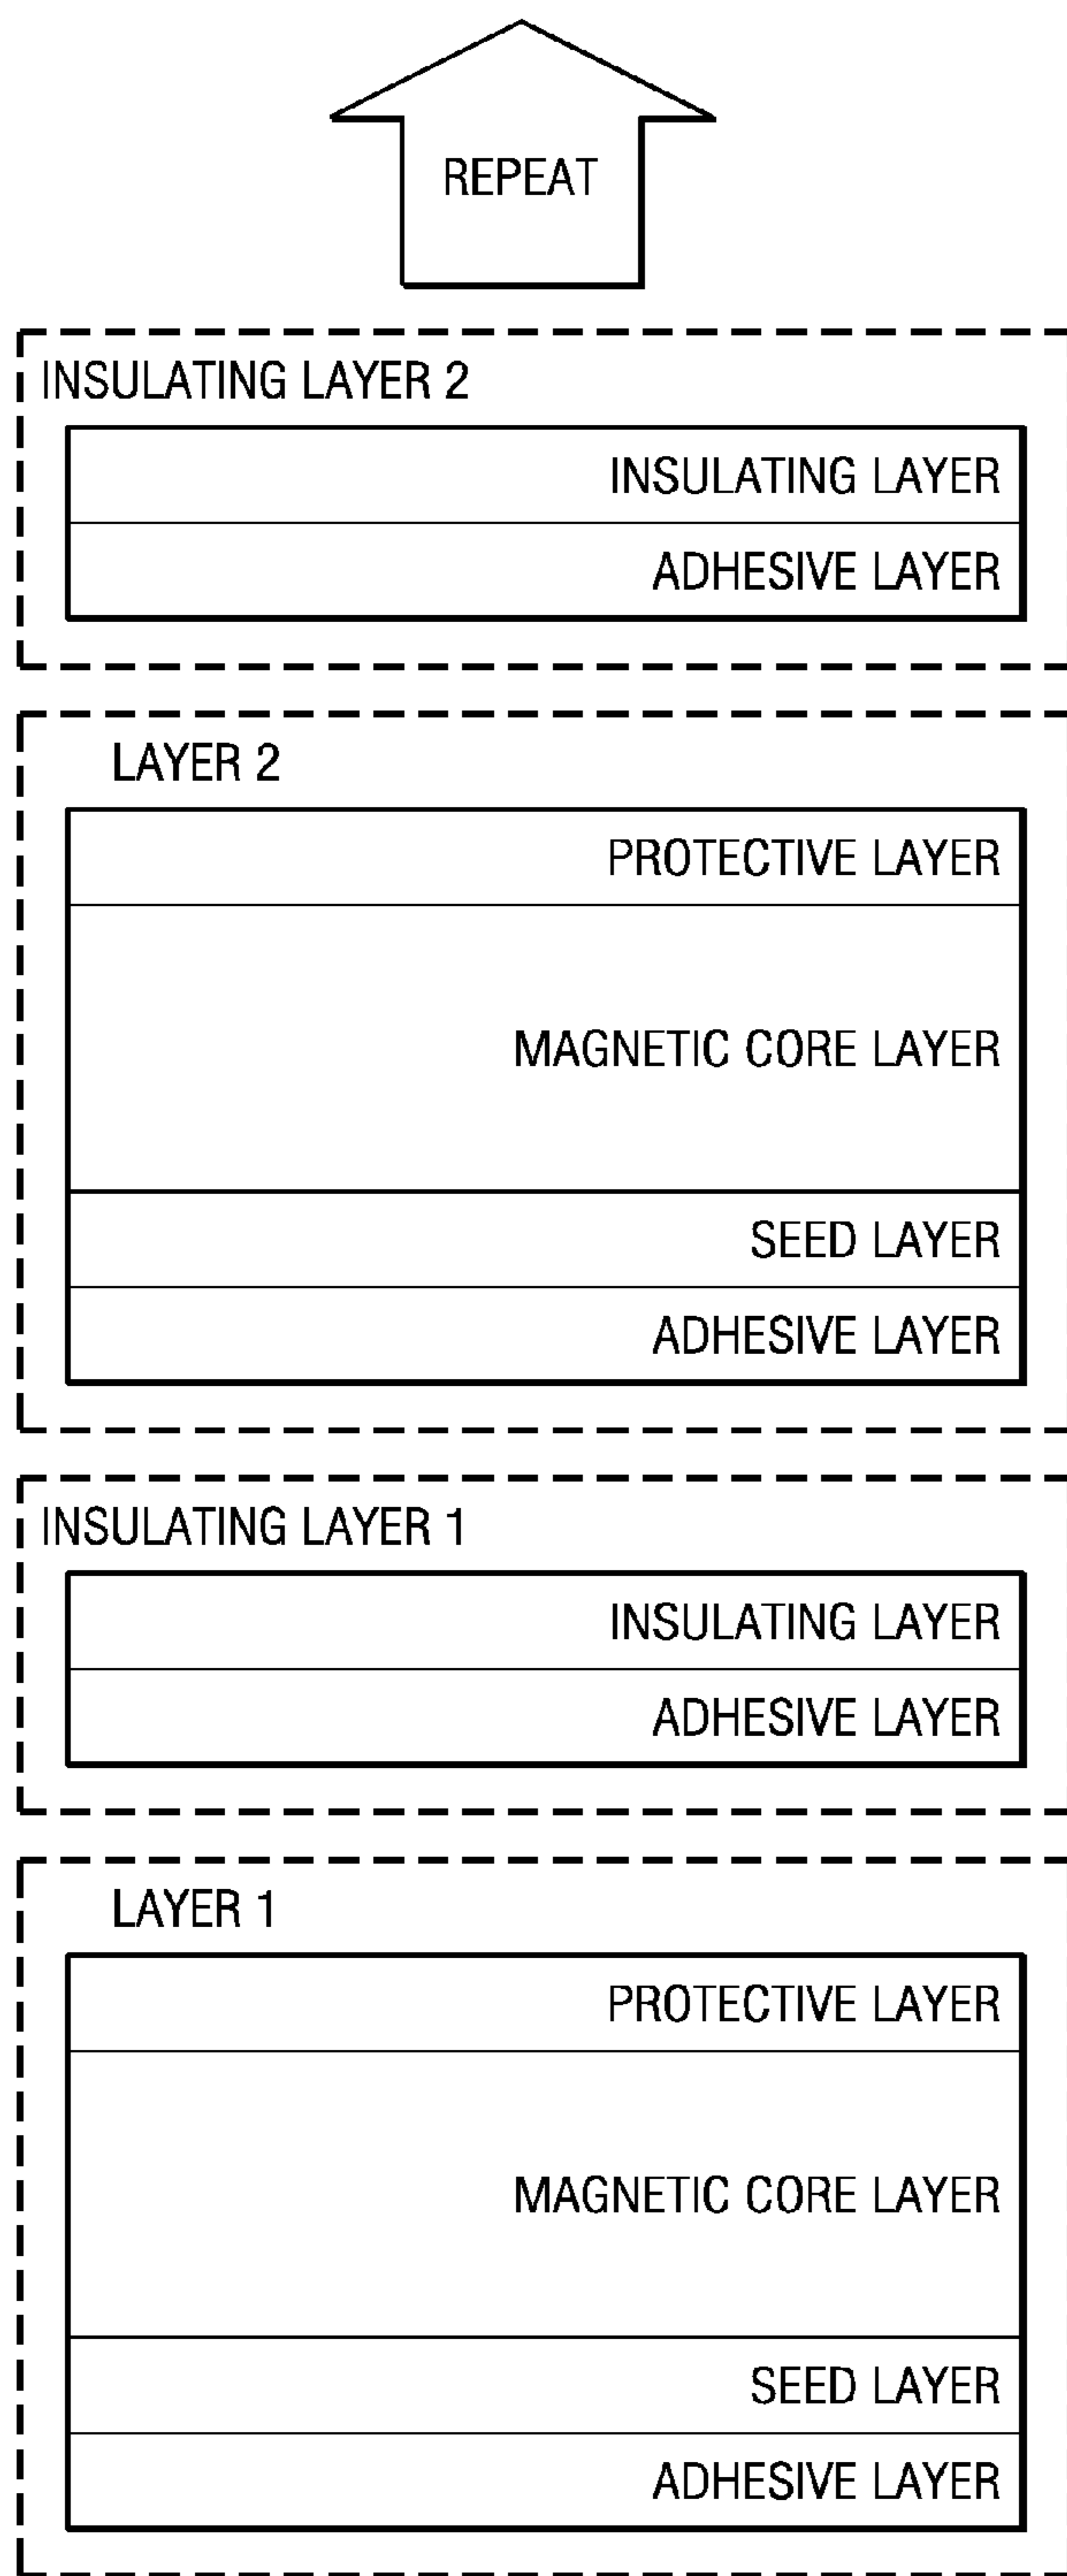 REPEAT
INSULATING LAYER 2
INSULATING LAYER
ADHESIVE LAYER
LAYER 2
PROTECTIVE LAYER
MAGNETIC CORE LAYER
SEED LAYER
ADHESIVE LAYER
INSULATING LAYER 1
INSULATING LAYER
ADHESIVE LAYER
LAYER 1
PROTECTIVE LAYER
MAGNETIC CORE LAYER
SEED LAYER
ADHESIVE LAYER